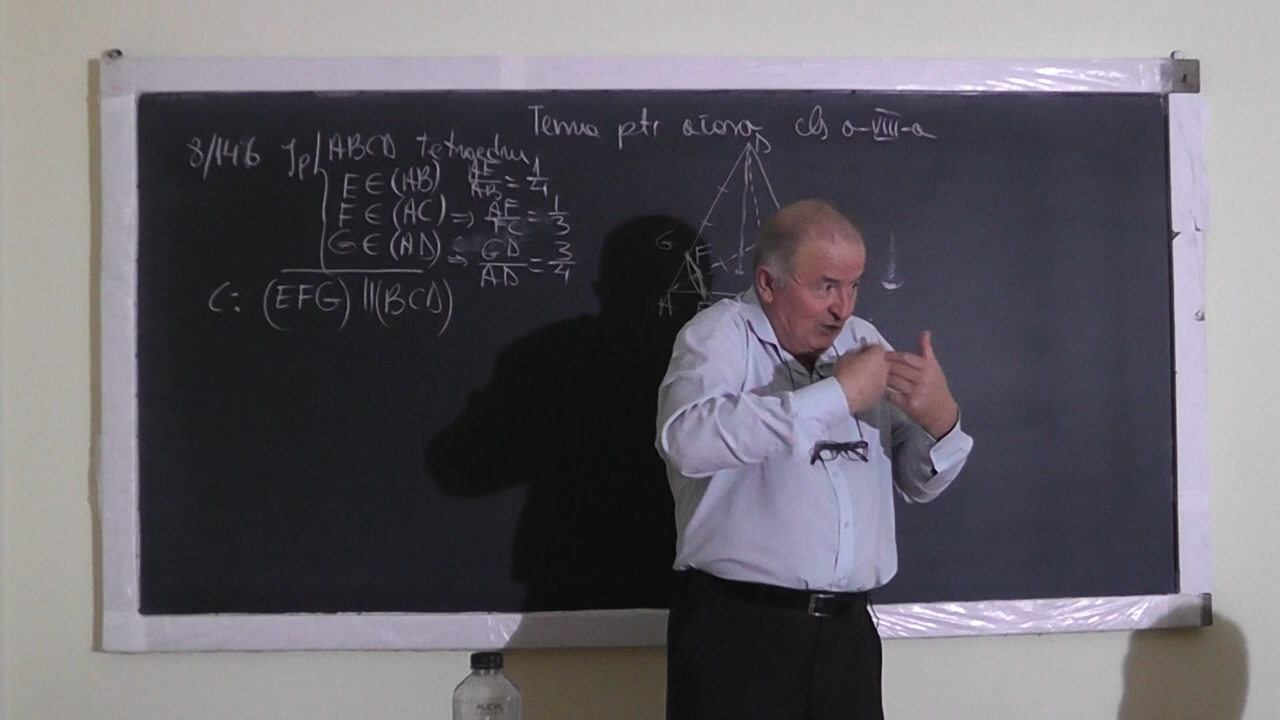 Tema ptr acasa cls a-VIII-a
8/146 Ip/ ABCD tetraedru
E ∈ (AB) AE/AB = 1/4
F ∈ (AC) => AF/FC = 1/3
G ∈ (AD) => GD/AD = 3/4
C: (EFG) || (BCD)
D
G F
A E